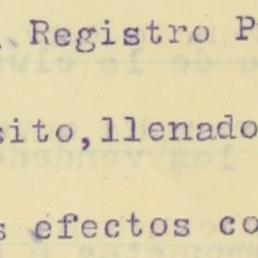 Registro P
sito, llenado
s efectos co